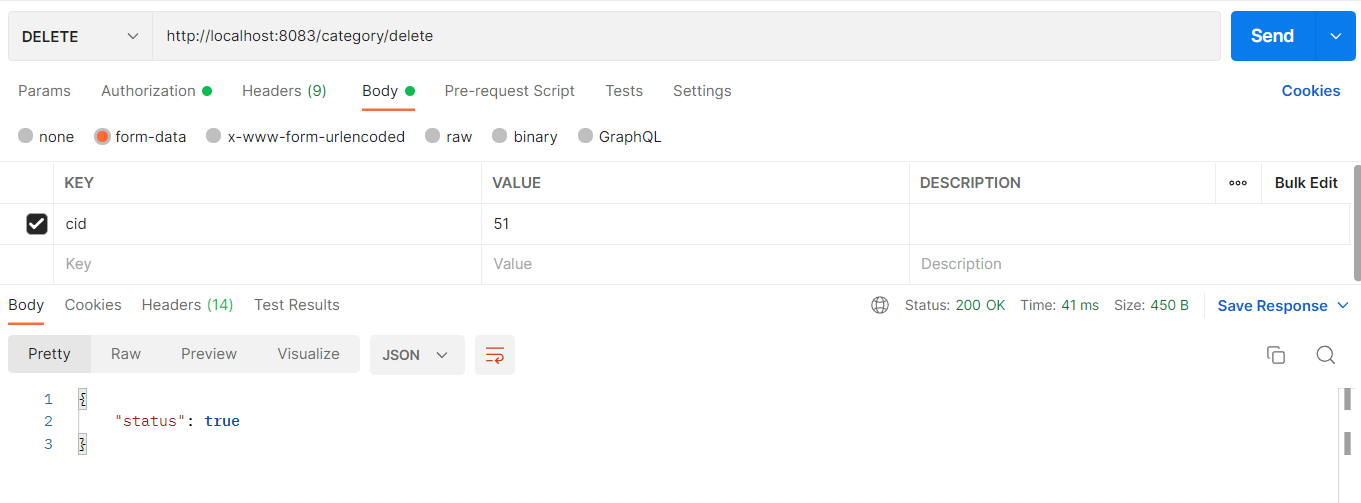 DELETE http://localhost:8083/category/delete Send
Params Authorization Headers (9) Body Pre-request Script Tests Settings Cookies
none form-data x-www-form-urlencoded raw binary GraphQL
KEY VALUE DESCRIPTION ooo Bulk Edit
cid 51
Key Value Description
Body Cookies Headers (14) Test Results Status: 200 OK Time: 41 ms Size: 450 B Save Response
Pretty Raw Preview Visualize JSON
1 {
2 "status": true
3 }